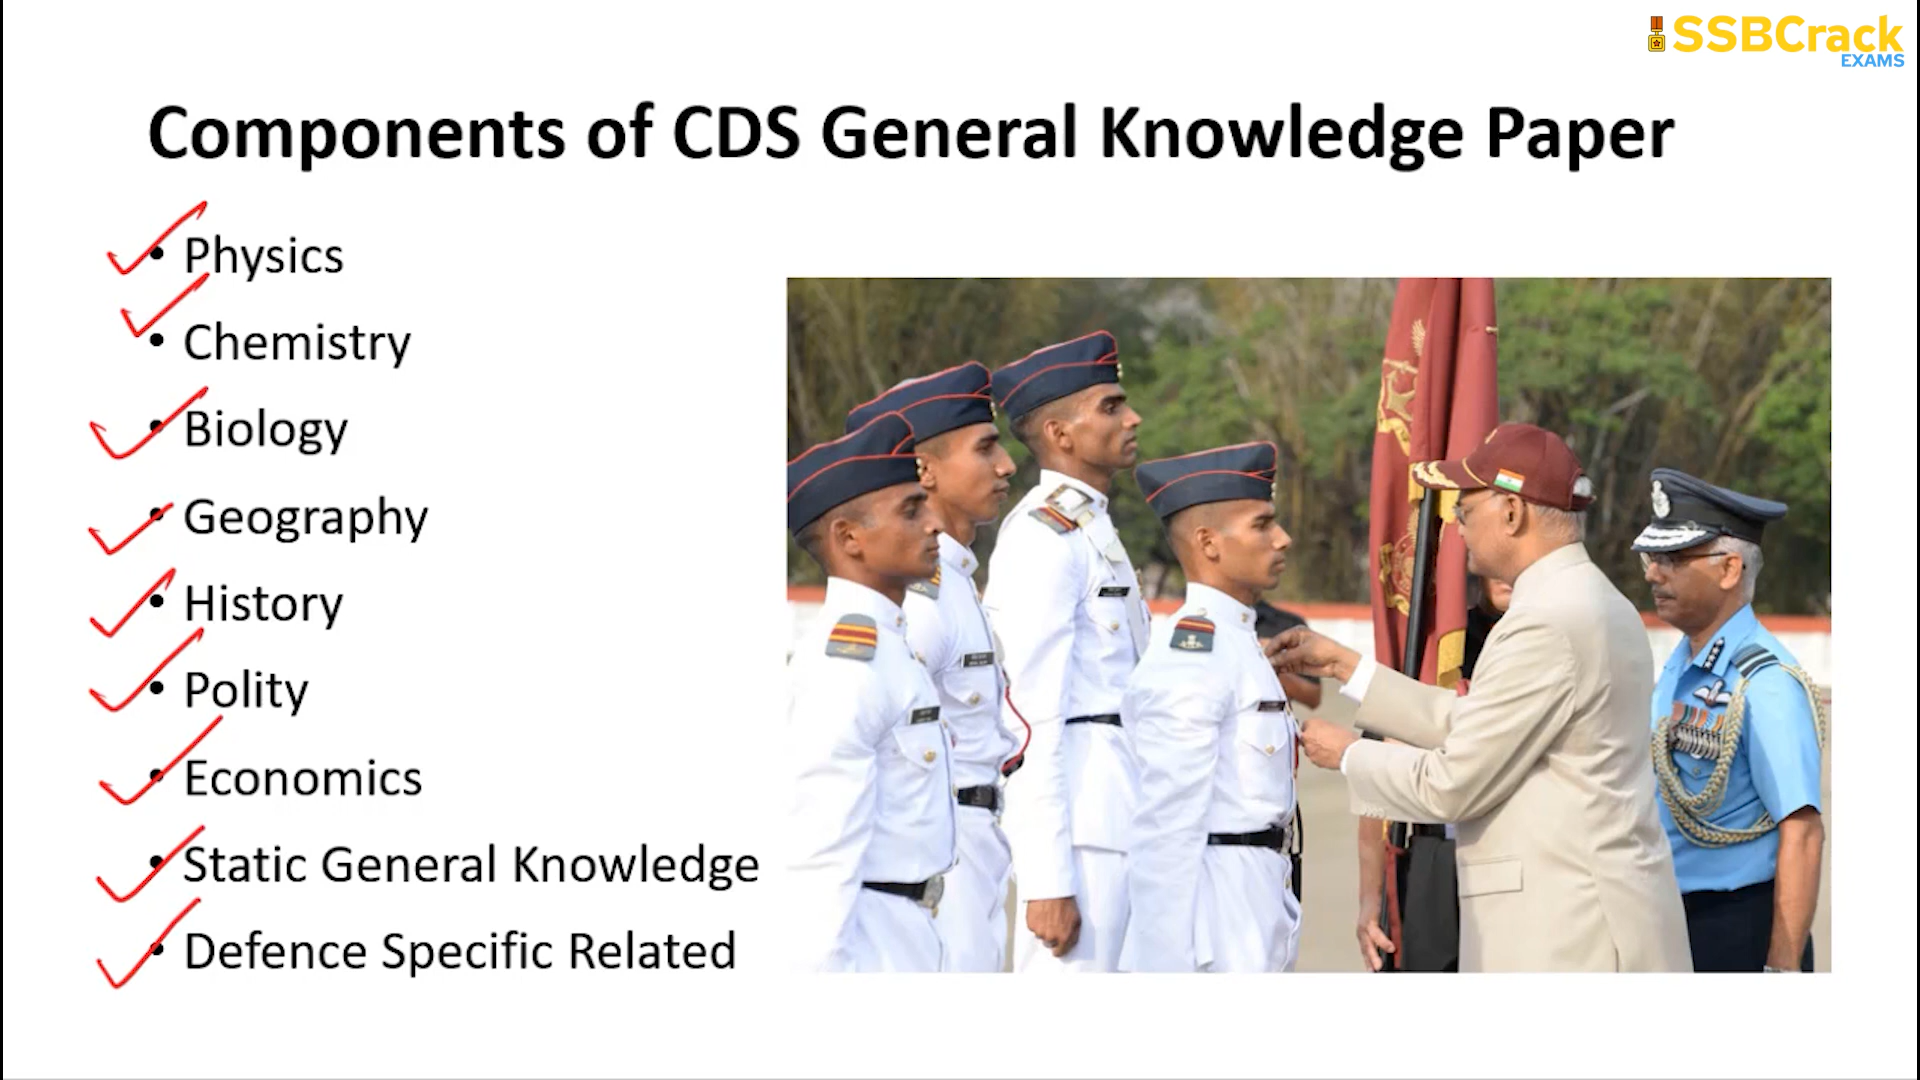 SSBCrack
EXAMS
Components of CDS General Knowledge Paper
• Physics
• Chemistry
• Biology
• Geography
• History
• Polity
• Economics
• Static General Knowledge
• Defence Specific Related